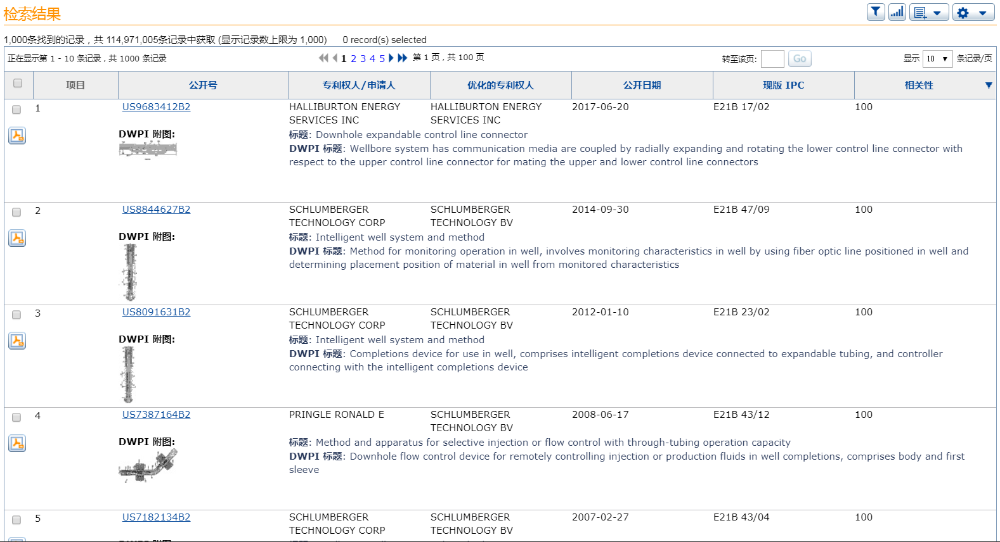 检索结果
1,000条找到的记录，共 114,971,005条记录中获取 (显示记录数上限为 1,000) 0 record(s) selected
正在显示第 1 - 10 条记录，共 1000 条记录 1 2 3 4 5 第 1 页，共 100 页 转至该页: Go 显示 10 条记录/页
项目 公开号 专利权人/申请人 优化的专利权人 公开日期 现版 IPC 相关性
1 US9683412B2 HALLIBURTON ENERGY HALLIBURTON ENERGY 2017-06-20 E21B 17/02 100
SERVICES INC SERVICES INC
DWPI 附图: 标题: Downhole expandable control line connector
DWPI 标题: Wellbore system has communication media are coupled by radially expanding and rotating the lower control line connector with
respect to the upper control line connector for mating the upper and lower control line connectors
2 US8844627B2 SCHLUMBERGER SCHLUMBERGER 2014-09-30 E21B 47/09 100
TECHNOLOGY CORP TECHNOLOGY BV
DWPI 附图: 标题: Intelligent well system and method
DWPI 标题: Method for monitoring operation in well, involves monitoring characteristics in well by using fiber optic line positioned in well and
determining placement position of material in well from monitored characteristics
3 US8091631B2 SCHLUMBERGER SCHLUMBERGER 2012-01-10 E21B 23/02 100
TECHNOLOGY CORP TECHNOLOGY BV
DWPI 附图: 标题: Intelligent well system and method
DWPI 标题: Completions device for use in well, comprises intelligent completions device connected to expandable tubing, and controller
connecting with the intelligent completions device
4 US7387164B2 PRINGLE RONALD E SCHLUMBERGER 2008-06-17 E21B 43/12 100
TECHNOLOGY BV
DWPI 附图: 标题: Method and apparatus for selective injection or flow control with through-tubing operation capacity
DWPI 标题: Downhole flow control device for remotely controlling injection or production fluids in well completions, comprises body and first
sleeve
5 US7182134B2 SCHLUMBERGER SCHLUMBERGER 2007-02-27 E21B 43/04 100
TECHNOLOGY CORP TECHNOLOGY BV